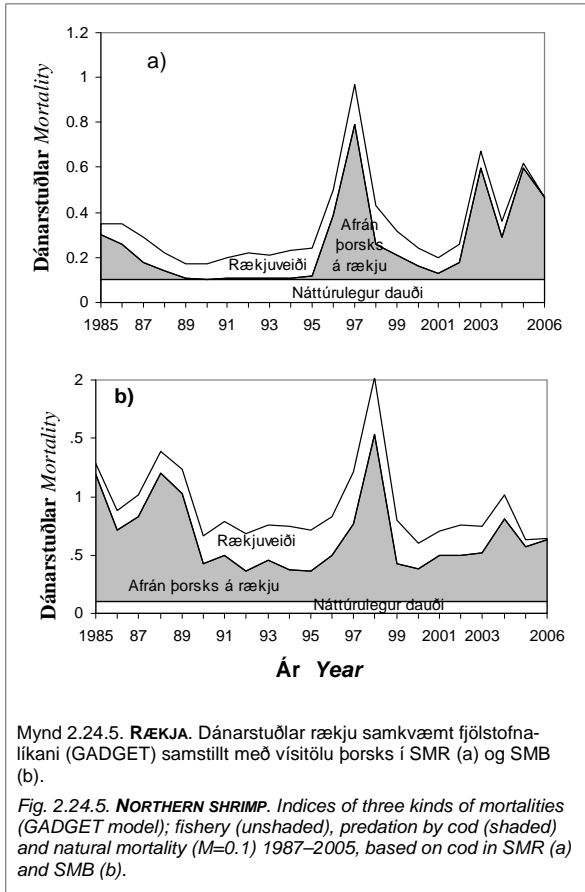 1.2
a)
1
0.8
0.6
0.4
0.2
0
Dánarstuðlar Mortality
Afrán
þorsks
á rækju
Rækjuveiði
Náttúrulegur dauði
1985 87 89 91 93 95 97 99 2001 2003 2006
2
b)
.5
1
.5
0
Dánarstuðlar Mortality
Rækjuveiði
Afrán þorsks á rækju
Náttúrulegur dauði
1985 87 89 91 93 95 97 99 2001 2003 2006
Ár Year
Mynd 2.24.5. RÆKJA. Dánarstuðlar rækju samkvæmt fjölstofna-
líkani (GADGET) samstillt með vísitölu þorsks í SMR (a) og SMB
(b).
Fig. 2.24.5. NORTHERN SHRIMP. Indices of three kinds of mortalities
(GADGET model); fishery (unshaded), predation by cod (shaded)
and natural mortality (M=0.1) 1987–2005, based on cod in SMR (a)
and SMB (b).